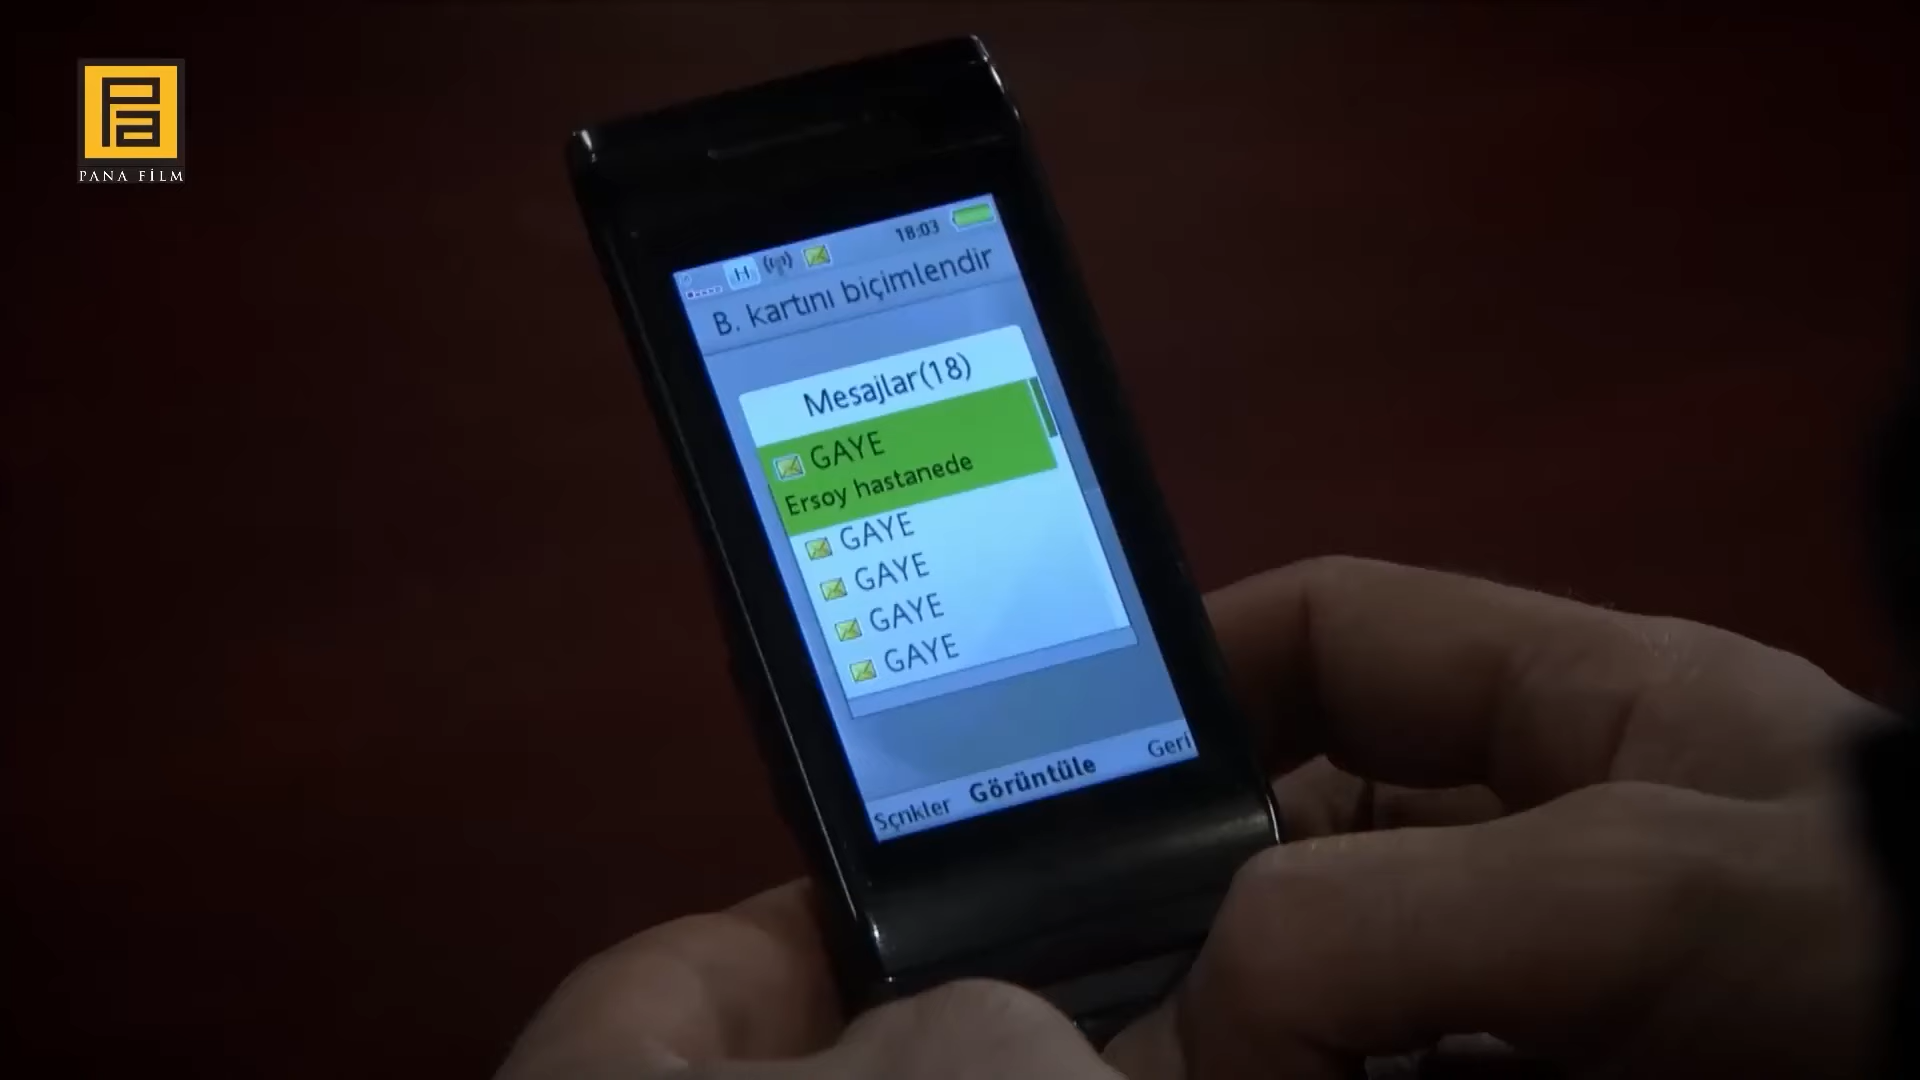 PANA FİLM
H
18:03
B. kartını biçimlendir
Mesajlar(18)
GAYE
Ersoy hastanede
GAYE
GAYE
GAYE
GAYE
Sçnkler Görüntüle Geri